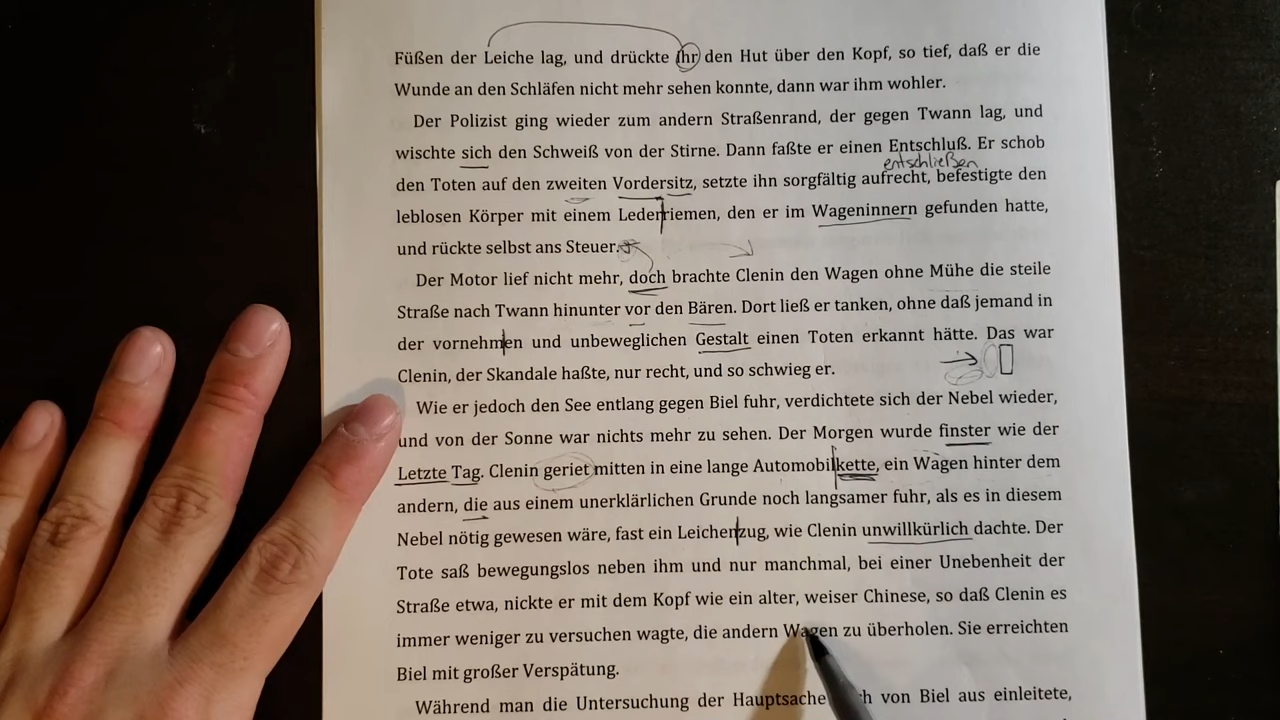 Füßen der Leiche lag, und drückte ihr den Hut über den Kopf, so tief, daß er die
Wunde an den Schläfen nicht mehr sehen konnte, dann war ihm wohler.
Der Polizist ging wieder zum andern Straßenrand, der gegen Twann lag, und
wischte sich den Schweiß von der Stirne. Dann faßte er einen Entschluß. Er schob
entschließen
den Toten auf den zweiten Vordersitz, setzte ihn sorgfältig aufrecht, befestigte den
leblosen Körper mit einem Lederriemen, den er im Wageninnern gefunden hatte,
und rückte selbst ans Steuer.
Der Motor lief nicht mehr, doch brachte Clenin den Wagen ohne Mühe die steile
Straße nach Twann hinunter vor den Bären. Dort ließ er tanken, ohne daß jemand in
der vornehmen und unbeweglichen Gestalt einen Toten erkannt hätte. Das war
Clenin, der Skandale haßte, nur recht, und so schwieg er.
Wie er jedoch den See entlang gegen Biel fuhr, verdichtete sich der Nebel wieder,
und von der Sonne war nichts mehr zu sehen. Der Morgen wurde finster wie der
Letzte Tag. Clenin geriet mitten in eine lange Automobilkette, ein Wagen hinter dem
andern, die aus einem unerklärlichen Grunde noch langsamer fuhr, als es in diesem
Nebel nötig gewesen wäre, fast ein Leichenzug, wie Clenin unwillkürlich dachte. Der
Tote saß bewegungslos neben ihm und nur manchmal, bei einer Unebenheit der
Straße etwa, nickte er mit dem Kopf wie ein alter, weiser Chinese, so daß Clenin es
immer weniger zu versuchen wagte, die andern Wagen zu überholen. Sie erreichten
Biel mit großer Verspätung.
Während man die Untersuchung der Hauptsache von Biel aus einleitete,